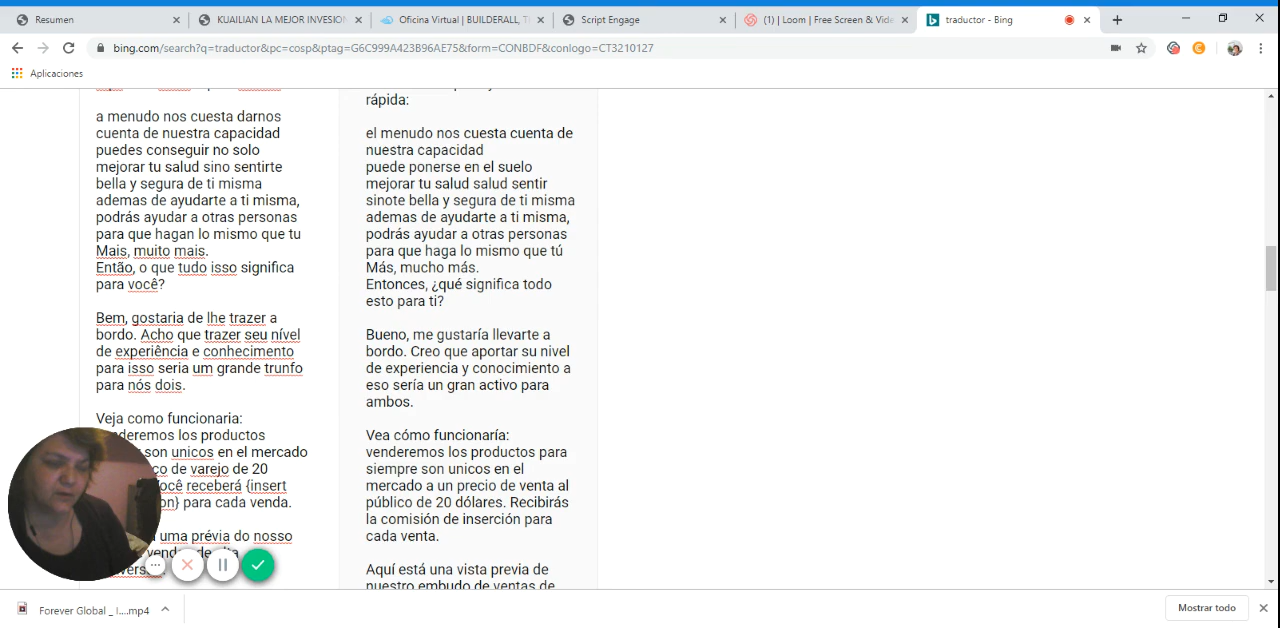 Resumen
KUAILIAN LA MEJOR INVESION
Oficina Virtual | BUILDERALL, T
Script Engage
(1) | Loom | Free Screen & Vide
traductor - Bing
bing.com/search?q=traductor&pc=cosp&ptag=G6C999A423B96AE75&form=CONBDF&conlogo=CT3210127
Aplicaciones
a menudo nos cuesta darnos
cuenta de nuestra capacidad
puedes conseguir no solo
mejorar tu salud sino sentirte
bella y segura de ti misma
ademas de ayudarte a ti misma,
podrás ayudar a otras personas
para que hagan lo mismo que tu
Mais, muito mais.
Então, o que tudo isso significa
para você?
Bem, gostaria de lhe trazer a
bordo. Acho que trazer seu nível
de experiência e conhecimento
para isso seria um grande trunfo
para nós dois.
Veja como funcionaria:
nderemos los productos
son unicos en el mercado
co de varejo de 20
ocê receberá {insert
on} para cada venda.
uma prévia do nosso
rápida:
el menudo nos cuesta cuenta de
nuestra capacidad
puede ponerse en el suelo
mejorar tu salud salud sentir
sinote bella y segura de ti misma
ademas de ayudarte a ti misma,
podrás ayudar a otras personas
para que haga lo mismo que tú
Más, mucho más.
Entonces, ¿qué significa todo
esto para ti?
Bueno, me gustaría llevarte a
bordo. Creo que aportar su nivel
de experiencia y conocimiento a
eso sería un gran activo para
ambos.
Vea cómo funcionaría:
venderemos los productos para
siempre son unicos en el
mercado a un precio de venta al
público de 20 dólares. Recibirás
la comisión de inserción para
cada venta.
Aquí está una vista previa de
nuestro embudo de ventas de
Forever Global _ I....mp4
Mostrar todo